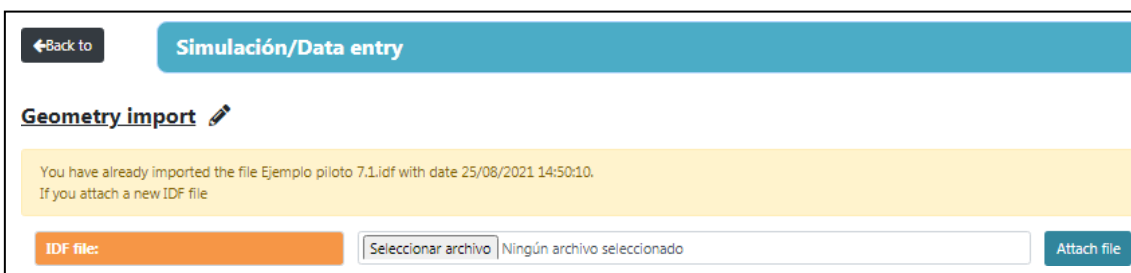 Back to
Simulación/Data entry
Geometry import
You have already imported the file Ejemplo piloto 7.1.idf with date 25/08/2021 14:50:10.
If you attach a new IDF file
IDF file:
Seleccionar archivo Ningún archivo seleccionado
Attach file